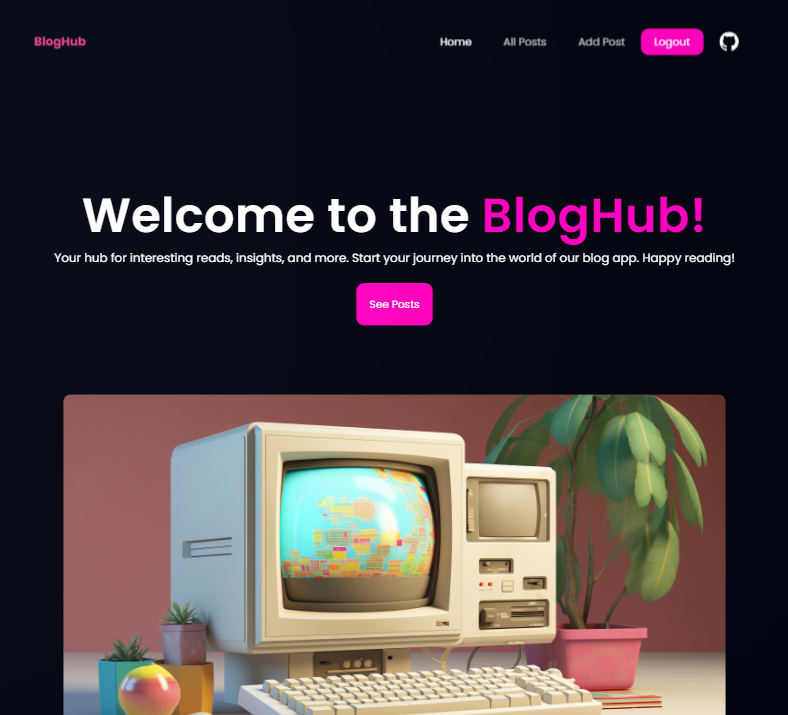 BlogHub
Home All Posts Add Post Logout
Welcome to the BlogHub!
Your hub for interesting reads, insights, and more. Start your journey into the world of our blog app. Happy reading!
See Posts